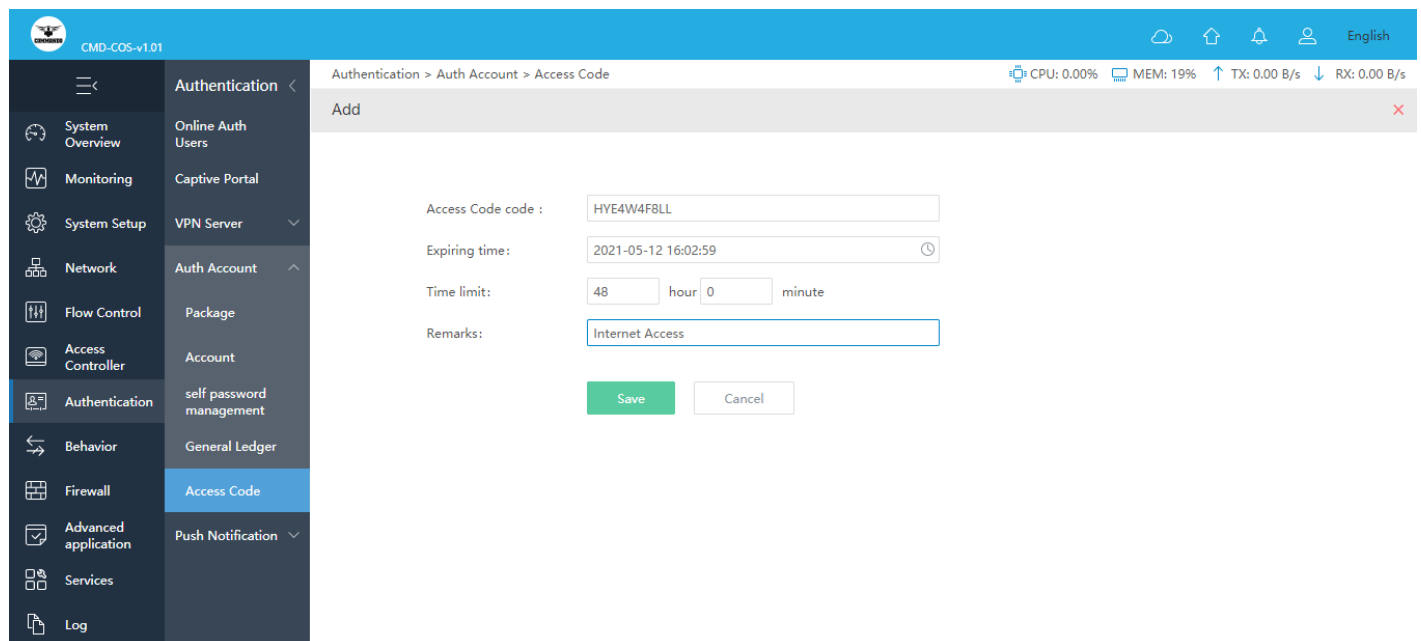 COMMANDO
CMD-COS-v1.01
English
Authentication
Authentication > Auth Account > Access Code
CPU: 0.00% MEM: 19% TX: 0.00 B/s RX: 0.00 B/s
Add
System
Overview
Monitoring
System Setup
Network
Flow Control
Access
Controller
Authentication
Behavior
Firewall
Advanced
application
Services
Log
Online Auth
Users
Captive Portal
VPN Server
Auth Account
Package
Account
self password
management
General Ledger
Access Code
Push Notification
Access Code code : HYE4W4F8LL
Expiring time: 2021-05-12 16:02:59
Time limit: 48 hour 0 minute
Remarks: Internet Access
Save Cancel